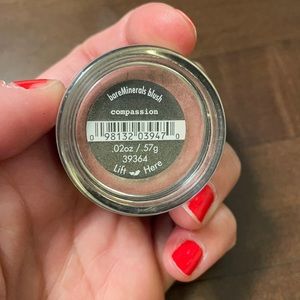 bareMinerals blush
compassion
0 98132 03947 0
.02oz / .57g
39364
Lift Here